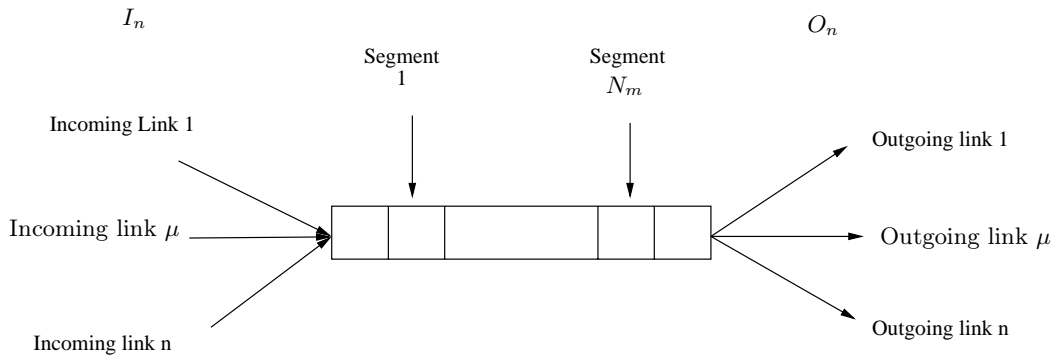 I_n
O_n
Segment
1
Segment
N_m
Incoming Link 1
Outgoing link 1
Incoming link μ
Outgoing link μ
Incoming link n
Outgoing link n